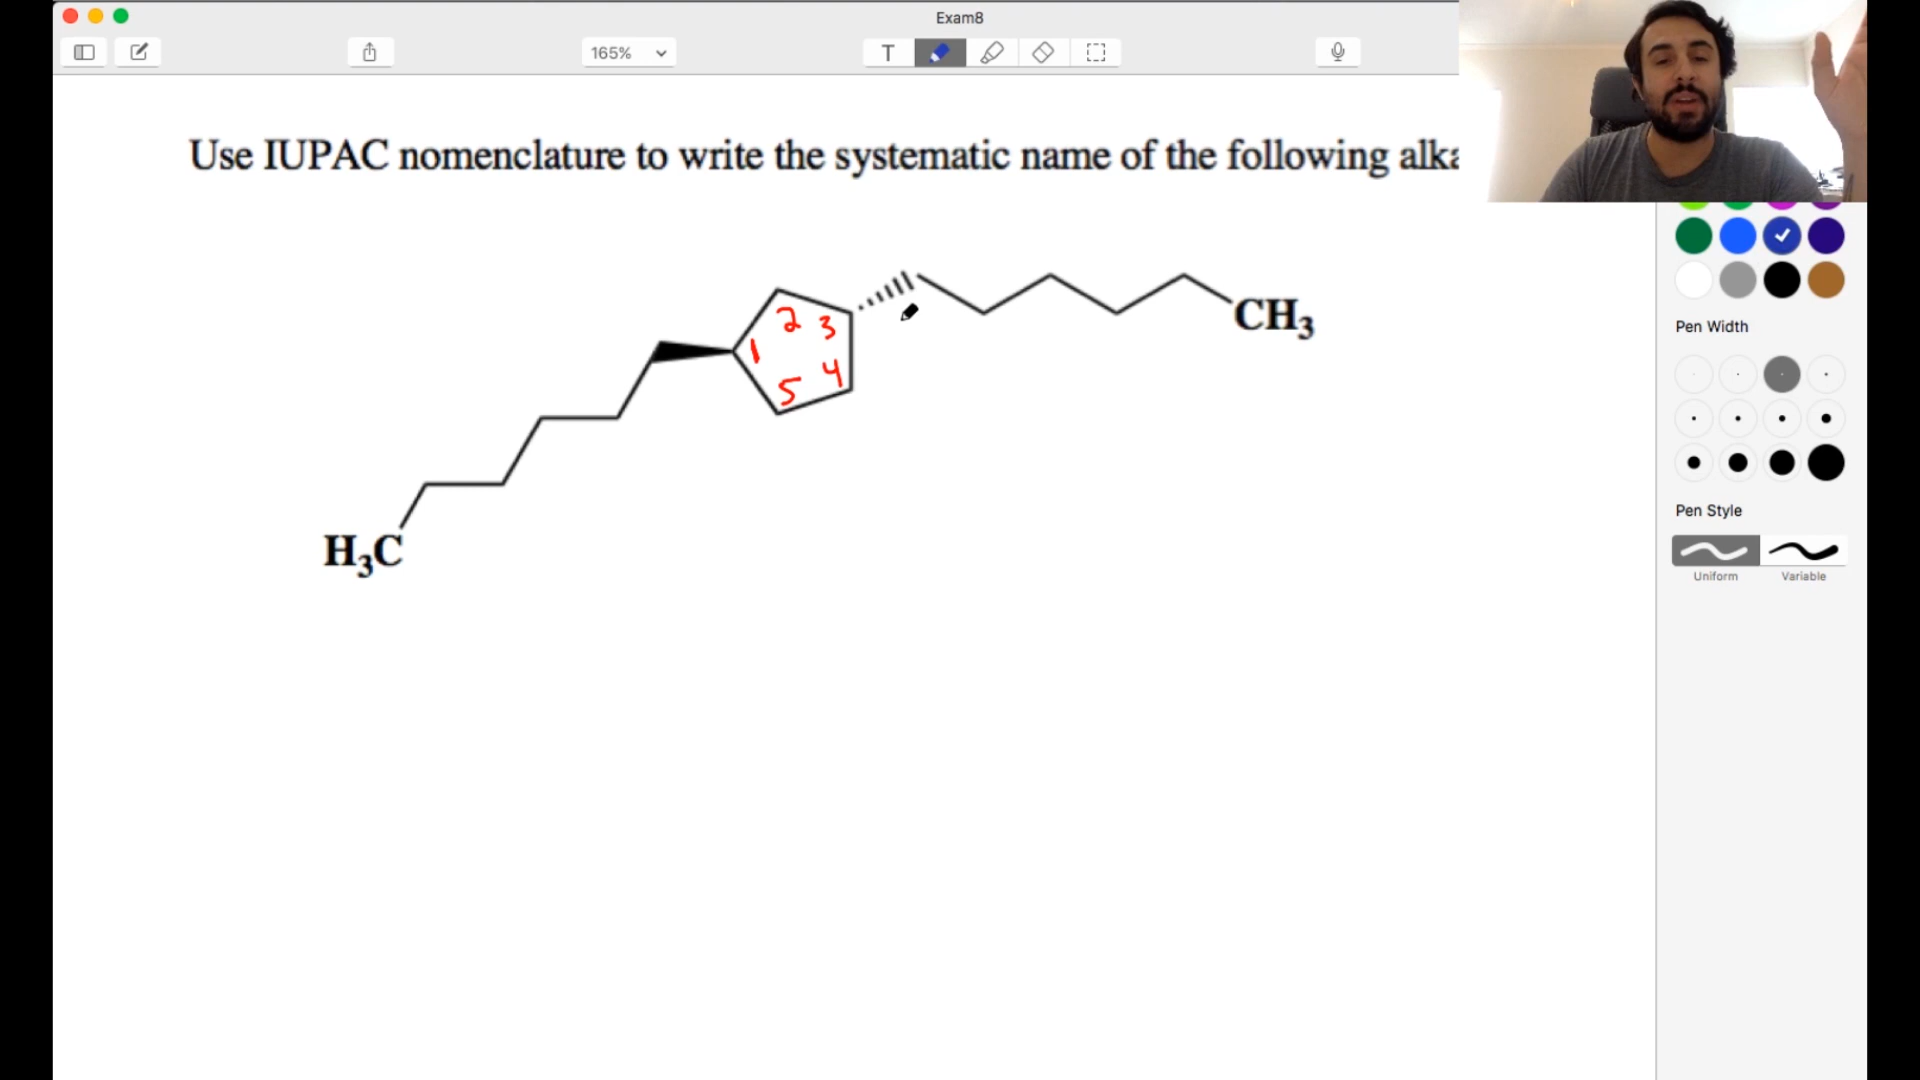 Exam8
165%
T
Use IUPAC nomenclature to write the systematic name of the following alka
CH3
2 3
1
5 4
H3C
Pen Width
Pen Style
Uniform Variable